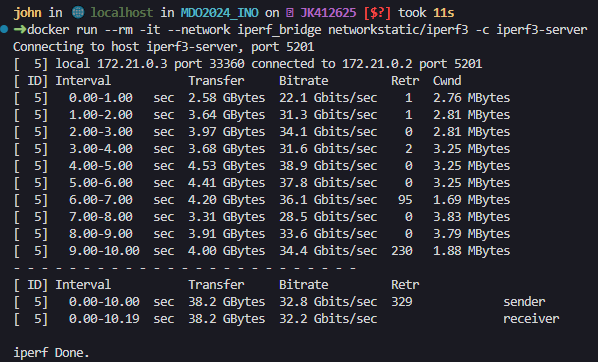 john in localhost in MDO2024_INO on JK412625 [$?] took 11s
➜docker run --rm -it --network iperf_bridge networkstatic/iperf3 -c iperf3-server
Connecting to host iperf3-server, port 5201
[  5] local 172.21.0.3 port 33360 connected to 172.21.0.2 port 5201
[ ID] Interval           Transfer     Bitrate         Retr  Cwnd
[  5]   0.00-1.00   sec  2.58 GBytes  22.1 Gbits/sec    1   2.76 MBytes
[  5]   1.00-2.00   sec  3.64 GBytes  31.3 Gbits/sec    1   2.81 MBytes
[  5]   2.00-3.00   sec  3.97 GBytes  34.1 Gbits/sec    0   2.81 MBytes
[  5]   3.00-4.00   sec  3.68 GBytes  31.6 Gbits/sec    2   3.25 MBytes
[  5]   4.00-5.00   sec  4.53 GBytes  38.9 Gbits/sec    0   3.25 MBytes
[  5]   5.00-6.00   sec  4.41 GBytes  37.8 Gbits/sec    0   3.25 MBytes
[  5]   6.00-7.00   sec  4.20 GBytes  36.1 Gbits/sec   95   1.69 MBytes
[  5]   7.00-8.00   sec  3.31 GBytes  28.5 Gbits/sec    0   3.83 MBytes
[  5]   8.00-9.00   sec  3.91 GBytes  33.6 Gbits/sec    0   3.79 MBytes
[  5]   9.00-10.00  sec  4.00 GBytes  34.4 Gbits/sec  230   1.88 MBytes
- - - - - - - - - - - - - - - - - - - - - - - - -
[ ID] Interval           Transfer     Bitrate         Retr
[  5]   0.00-10.00  sec  38.2 GBytes  32.8 Gbits/sec  329             sender
[  5]   0.00-10.19  sec  38.2 GBytes  32.2 Gbits/sec                  receiver
iperf Done.